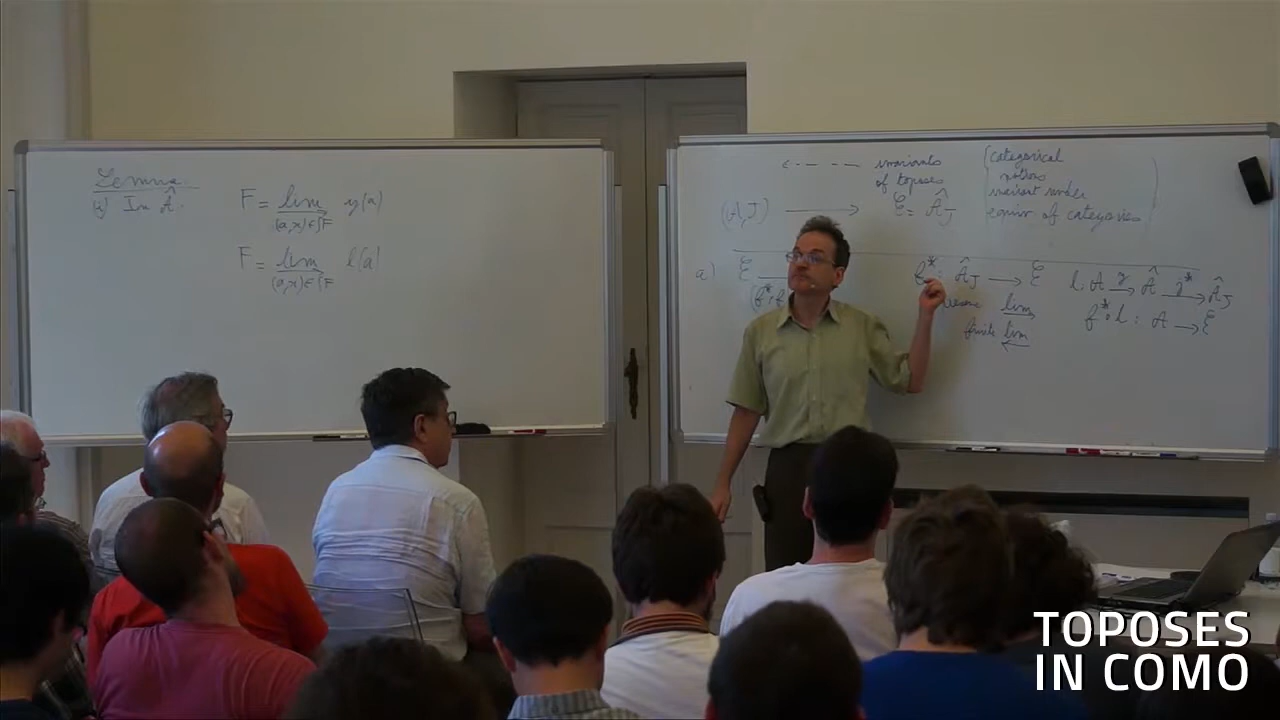 Lemma:
(i) In Â:
F = lim y(a)
(a,x)∈∫F
F = lim l(a)
(a,x)∈∫F
invariants
of toposes
(categorical
notions
invariant under
equiv of categories)
(A, J) ⟶ ℰ = Â_J
a) ℰ
f*: Â_J ⟶ ℰ
lim
finite lim
l: A —y→ Â —j*→ Â_J
f*∘l : A → ℰ
TOPOSES
IN COMO